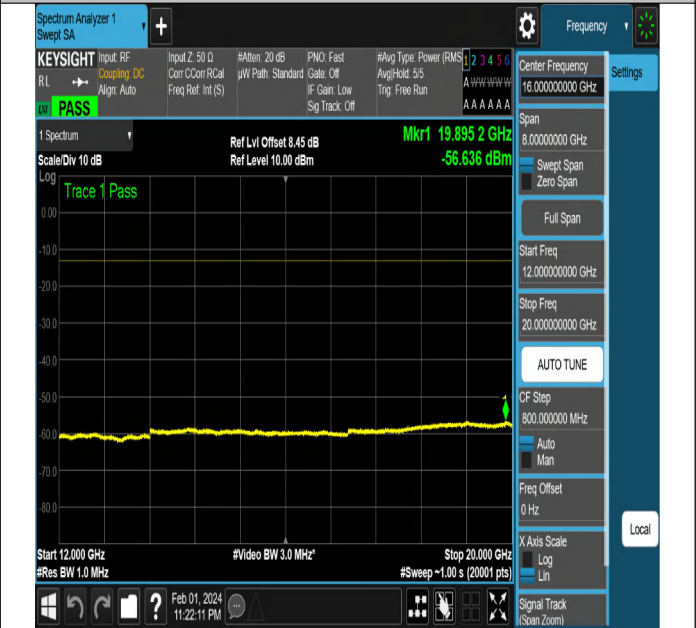 Spectrum Analyzer 1
Swept SA
Frequency
KEYSIGHT
RL
PASS
Input: RF
Coupling: DC
Align: Auto
Input Z: 50 Ω
Corr CCorr RCal
Freq Ref: Int (S)
#Atten: 20 dB
µW Path: Standard
PNO: Fast
Gate: Off
IF Gain: Low
Sig Track: Off
#Avg Type: Power (RMS
Avg|Hold: 5/5
Trig: Free Run
1 2 3 4 5 6
A W W W W W
A A A A A A
Center Frequency
16.000000000 GHz
Settings
Span
8.00000000 GHz
Swept Span
Zero Span
Full Span
Start Freq
12.000000000 GHz
Stop Freq
20.000000000 GHz
AUTO TUNE
CF Step
800.000000 MHz
Auto
Man
Freq Offset
0 Hz
X Axis Scale
Log
Lin
Local
Signal Track
(Span Zoom)
1 Spectrum
Scale/Div 10 dB
Ref Lvl Offset 8.45 dB
Ref Level 10.00 dBm
Mkr1 19.895 2 GHz
-56.636 dBm
Log
Trace 1 Pass
0.00
-10.0
-20.0
-30.0
-40.0
-50.0
-60.0
-70.0
-80.0
1
Start 12.000 GHz
#Res BW 1.0 MHz
#Video BW 3.0 MHz*
Stop 20.000 GHz
#Sweep ~1.00 s (20001 pts)
?
Feb 01, 2024
11:22:11 PM